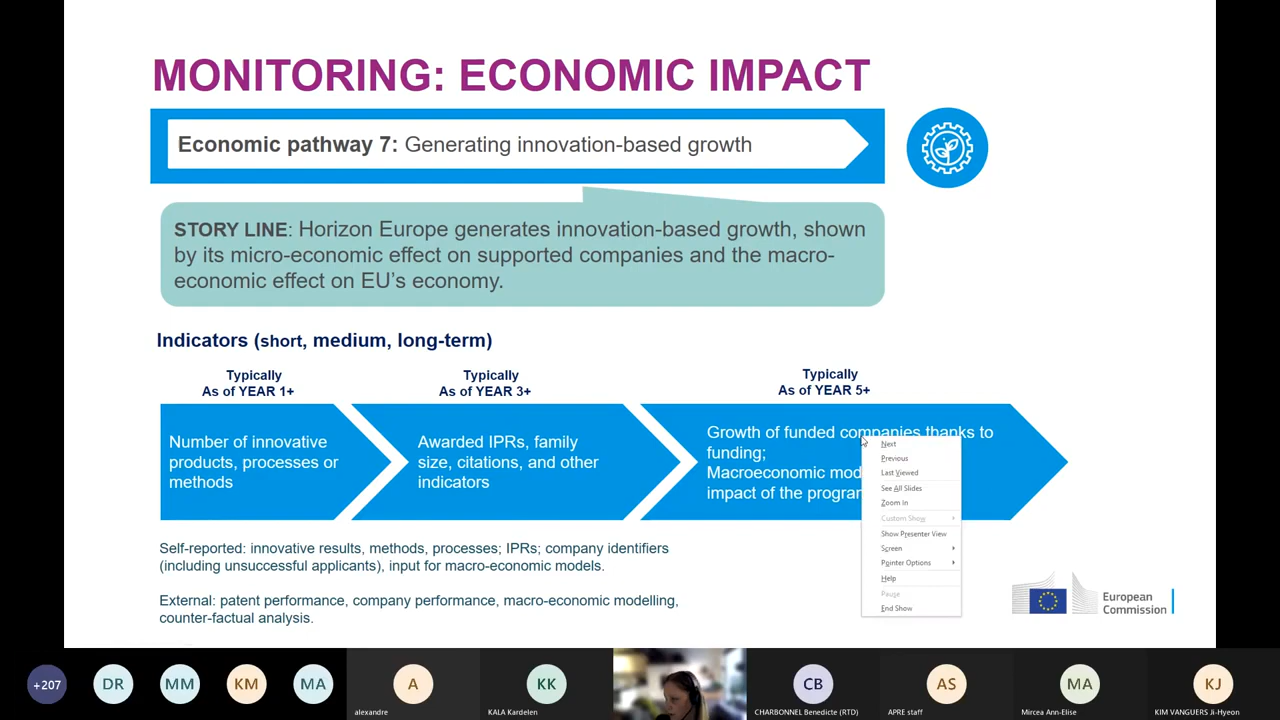 MONITORING: ECONOMIC IMPACT
Economic pathway 7: Generating innovation-based growth
STORY LINE: Horizon Europe generates innovation-based growth, shown
by its micro-economic effect on supported companies and the macro-
economic effect on EU's economy.
Indicators (short, medium, long-term)
Typically
As of YEAR 1+
Typically
As of YEAR 3+
Typically
As of YEAR 5+
Number of innovative
products, processes or
methods
Awarded IPRs, family
size, citations, and other
indicators
Growth of funded companies thanks to
funding;
Macroeconomic
impact of the
Next
Previous
Last Viewed
See All Slides
Zoom in
Custom Show
Show Presenter View
Screen
Pointer Options
Help
Pause
End Show
Self-reported: innovative results, methods, processes; IPRs; company identifiers
(including unsuccessful applicants), input for macro-economic models.
External: patent performance, company performance, macro-economic modelling,
counter-factual analysis.
European
Commission
+207
DR
MM
KM
MA
A
alexandre
KK
KALA Kardelen
CB
CHARBONNEL Benedicte (RTD)
AS
APRE staff
MA
Mircea Ann-Elise
KJ
KIM VANGUERS Ji-Hyeon